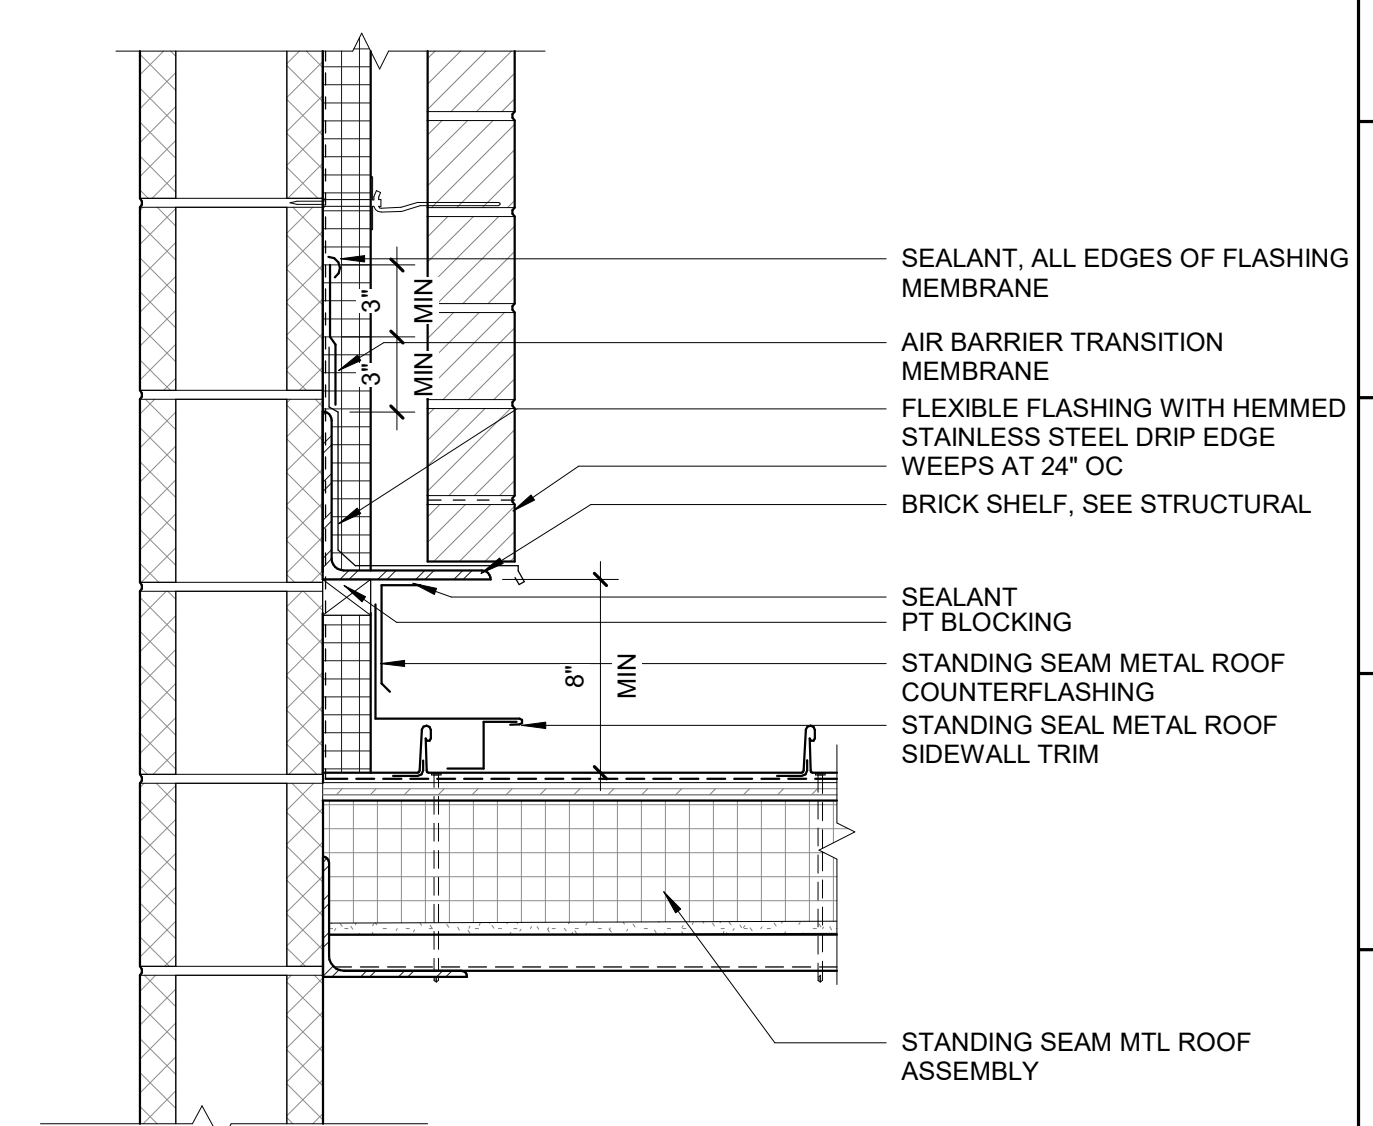 SEALANT, ALL EDGES OF FLASHING
MEMBRANE
3"
MIN
AIR BARRIER TRANSITION
MEMBRANE
3"
MIN
FLEXIBLE FLASHING WITH HEMMED
STAINLESS STEEL DRIP EDGE
WEEPS AT 24" OC
BRICK SHELF, SEE STRUCTURAL
SEALANT
PT BLOCKING
8"
MIN
STANDING SEAM METAL ROOF
COUNTERFLASHING
STANDING SEAL METAL ROOF
SIDEWALL TRIM
STANDING SEAM MTL ROOF
ASSEMBLY